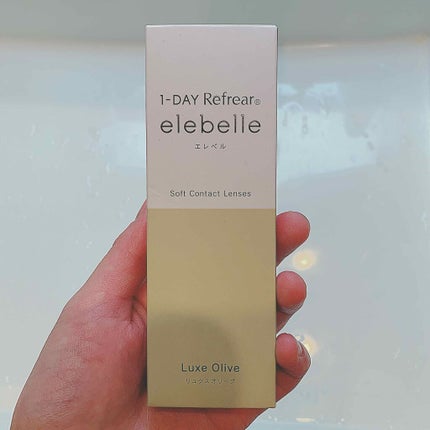 1-DAY Refrear®
elebelle
エレベル
Soft Contact Lenses
Luxe Olive
リュクスオリーブ